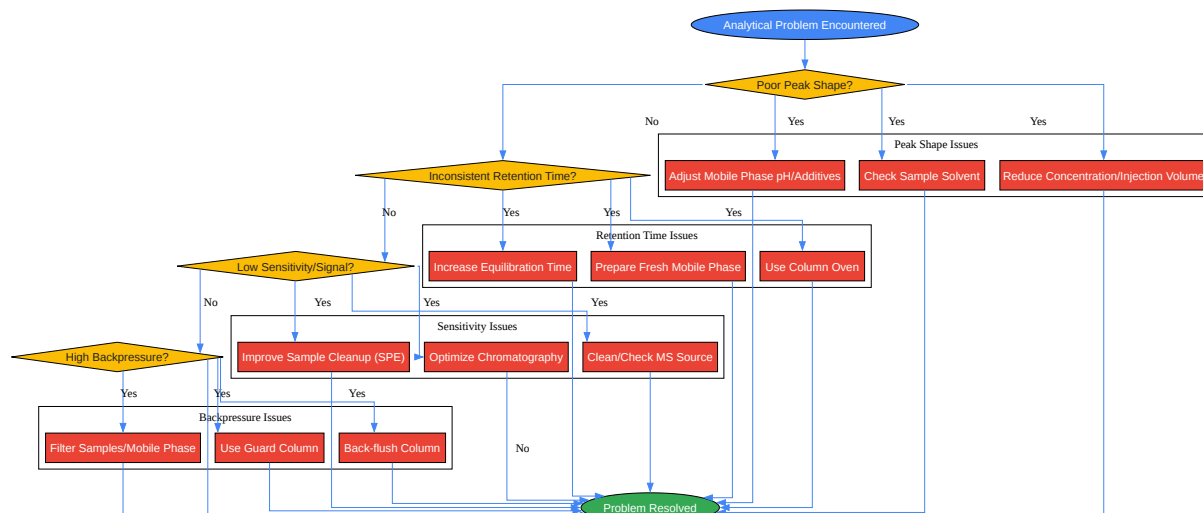 Analytical Problem Encountered
Poor Peak Shape?
No
Yes
Yes
Yes
Peak Shape Issues
Adjust Mobile Phase pH/Additives
Check Sample Solvent
Reduce Concentration/Injection Volume
Inconsistent Retention Time?
No
Yes
Yes
Yes
Retention Time Issues
Increase Equilibration Time
Prepare Fresh Mobile Phase
Use Column Oven
Low Sensitivity/Signal?
No
Yes
Yes
Yes
Sensitivity Issues
Improve Sample Cleanup (SPE)
Optimize Chromatography
Clean/Check MS Source
High Backpressure?
Yes
Yes
Yes
Backpressure Issues
Filter Samples/Mobile Phase
Use Guard Column
Back-flush Column
No
Problem Resolved